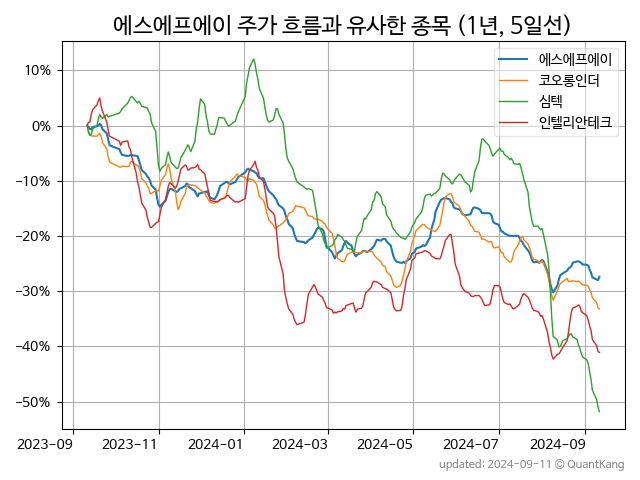 에스에프에이 주가 흐름과 유사한 종목 (1년, 5일선)
에스에프에이
코오롱인더
심텍
인텔리안테크
10%
0%
−10%
−20%
−30%
−40%
−50%
2023-09
2023-11
2024-01
2024-03
2024-05
2024-07
2024-09
updated: 2024-09-11 © QuantKang